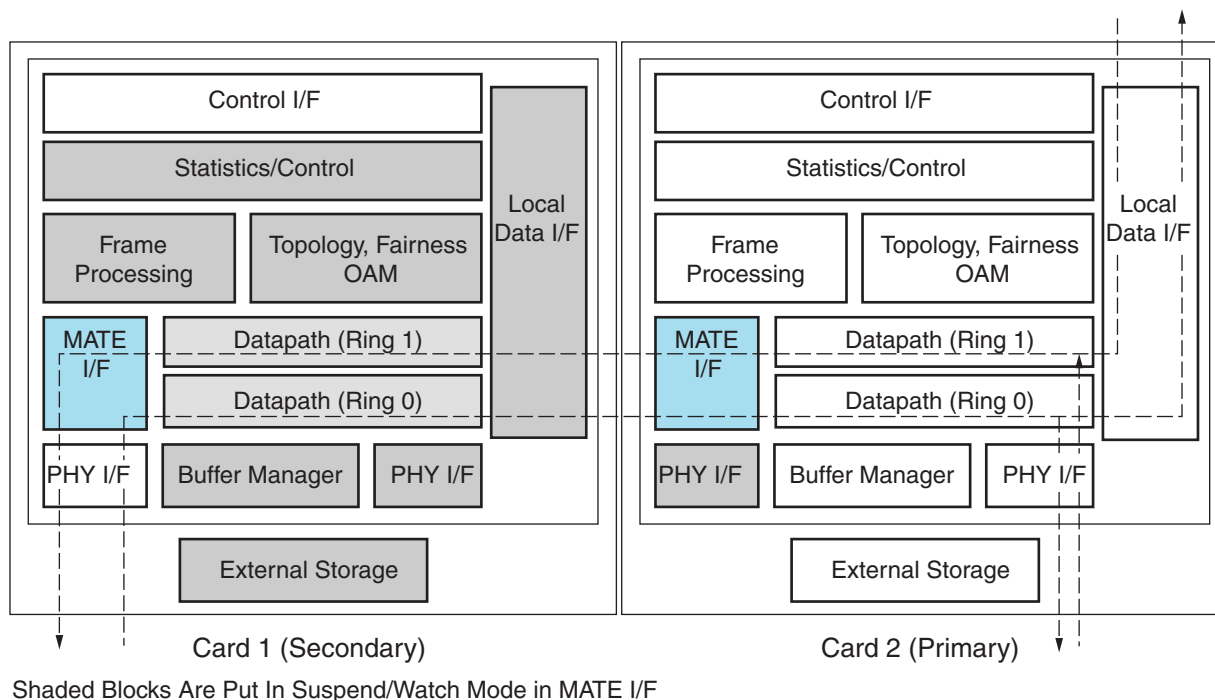 Control I/F
Statistics/Control
Local
Data I/F
Frame
Processing
Topology, Fairness
OAM
MATE
I/F
Datapath (Ring 1)
Datapath (Ring 0)
PHY I/F
Buffer Manager
PHY I/F
External Storage
Card 1 (Secondary)
Control I/F
Statistics/Control
Local
Data I/F
Frame
Processing
Topology, Fairness
OAM
MATE
I/F
Datapath (Ring 1)
Datapath (Ring 0)
PHY I/F
Buffer Manager
PHY I/F
External Storage
Card 2 (Primary)
Shaded Blocks Are Put In Suspend/Watch Mode in MATE I/F